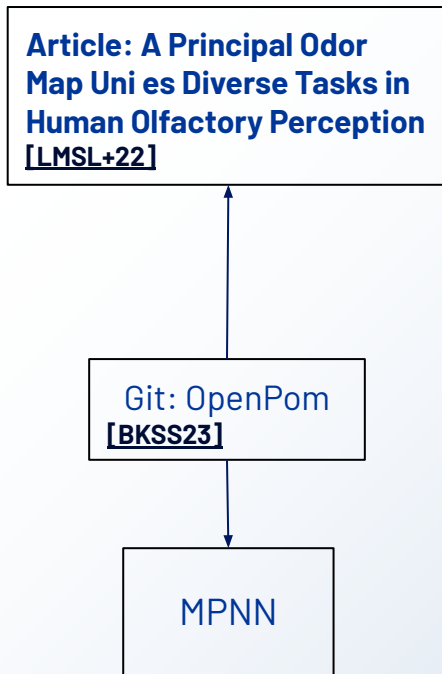 Article: A Principal Odor
Map Uni es Diverse Tasks in
Human Olfactory Perception
[LMSL+22]
Git: OpenPom
[BKSS23]
MPNN